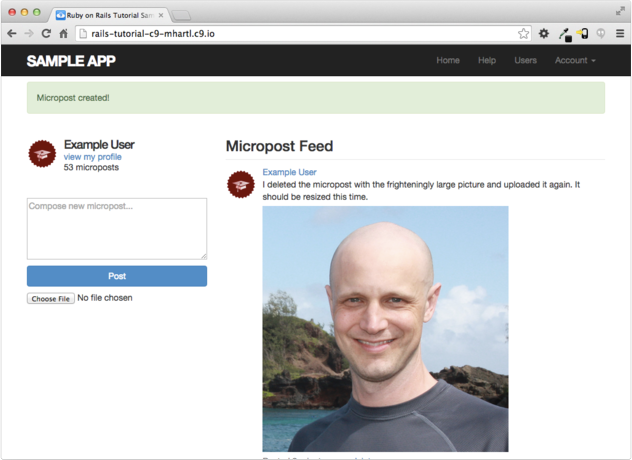 Ruby on Rails Tutorial Sam
rails-tutorial-c9-mhartl.c9.io
SAMPLE APP
Home
Help
Users
Account
Micropost created!
Example User
view my profile
53 microposts
Compose new micropost...
Post
Choose File No file chosen
Micropost Feed
Example User
I deleted the micropost with the frighteningly large picture and uploaded it again. It
should be resized this time.